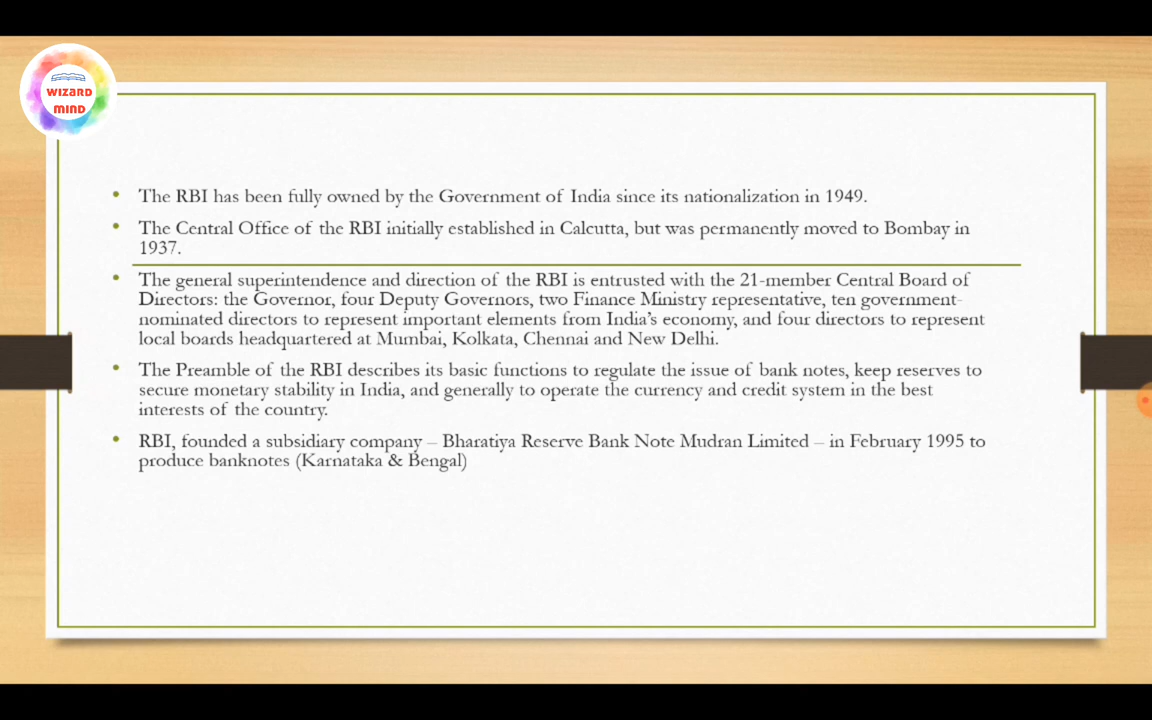 WIZARD
MIND
• The RBI has been fully owned by the Government of India since its nationalization in 1949.
• The Central Office of the RBI initially established in Calcutta, but was permanently moved to Bombay in
1937.
• The general superintendence and direction of the RBI is entrusted with the 21-member Central Board of
Directors: the Governor, four Deputy Governors, two Finance Ministry representative, ten government-
nominated directors to represent important elements from India's economy, and four directors to represent
local boards headquartered at Mumbai, Kolkata, Chennai and New Delhi.
• The Preamble of the RBI describes its basic functions to regulate the issue of bank notes, keep reserves to
secure monetary stability in India, and generally to operate the currency and credit system in the best
interests of the country.
• RBI, founded a subsidiary company – Bharatiya Reserve Bank Note Mudran Limited – in February 1995 to
produce banknotes (Karnataka & Bengal)